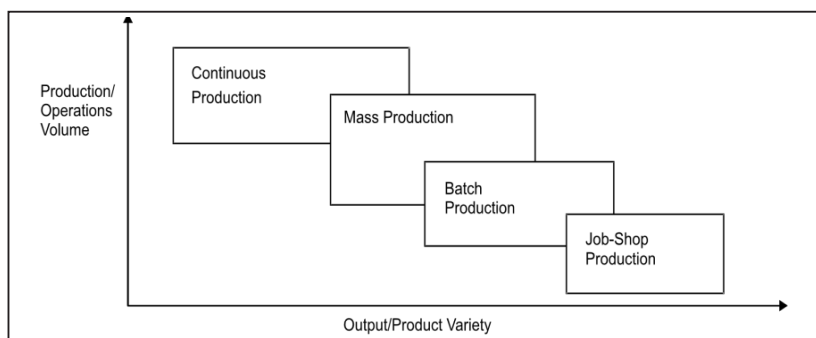 Continuous
Production
Production/
Operations
Volume
Mass Production
Batch
Production
Job-Shop
Production
Output/Product Variety